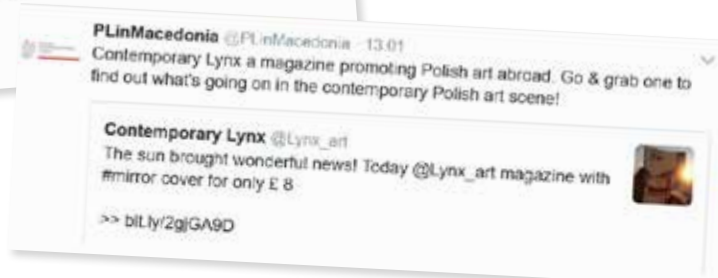 PLinMacedonia @PLinMacedonia · 13.01
Contemporary Lynx a magazine promoting Polish art abroad. Go & grab one to
find out what's going on in the contemporary Polish art scene!
Contemporary Lynx @Lynx_art
The sun brought wonderful news! Today @Lynx_art magazine with
#mirror cover for only £ 8
>> bit.ly/2gjGA9D